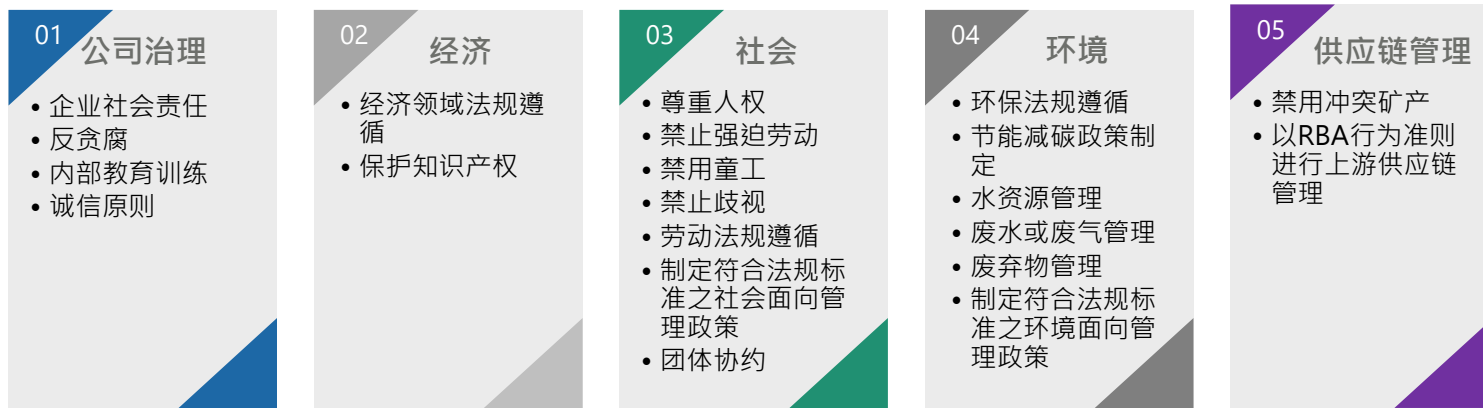 01
公司治理
• 企业社会责任
• 反贪腐
• 内部教育训练
• 诚信原则
02
经济
• 经济领域法规遵
循
• 保护知识产权
03
社会
• 尊重人权
• 禁止强迫劳动
• 禁用童工
• 禁止歧视
• 劳动法规遵循
• 制定符合法规标
准之社会面向管
理政策
• 团体协约
04
环境
• 环保法规遵循
• 节能减碳政策制
定
• 水资源管理
• 废水或废气管理
• 废弃物管理
• 制定符合法规标
准之环境面向管
理政策
05
供应链管理
• 禁用冲突矿产
• 以RBA行为准则
进行上游供应链
管理